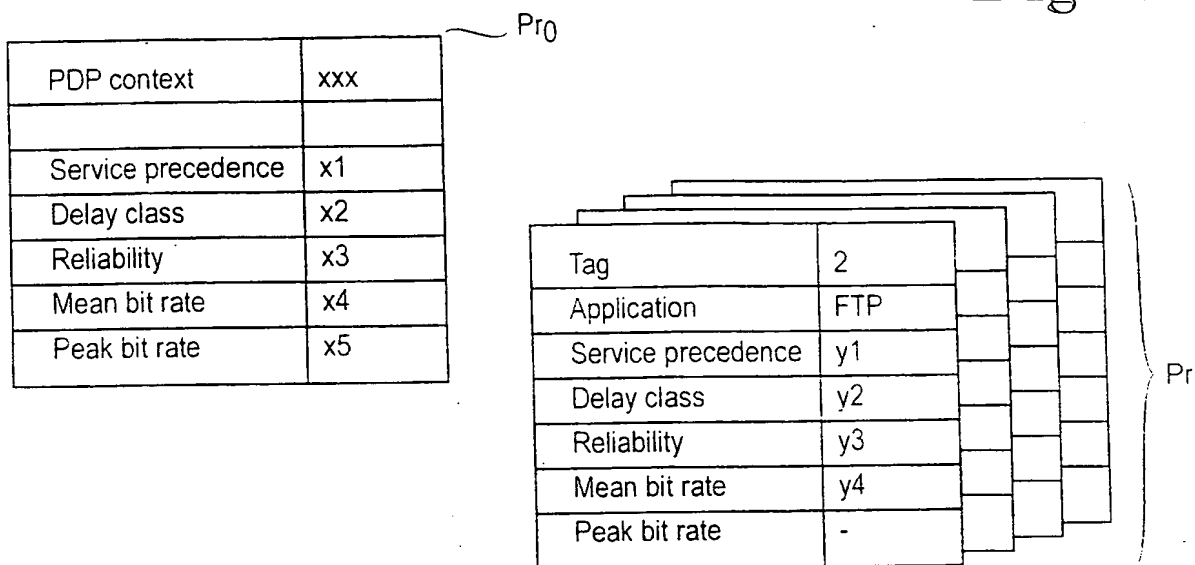 Pr0
PDP context xxx
Service precedence x1
Delay class x2
Reliability x3
Mean bit rate x4
Peak bit rate x5
Tag 2
Application FTP
Service precedence y1
Delay class y2
Reliability y3
Mean bit rate y4
Peak bit rate -
Pr